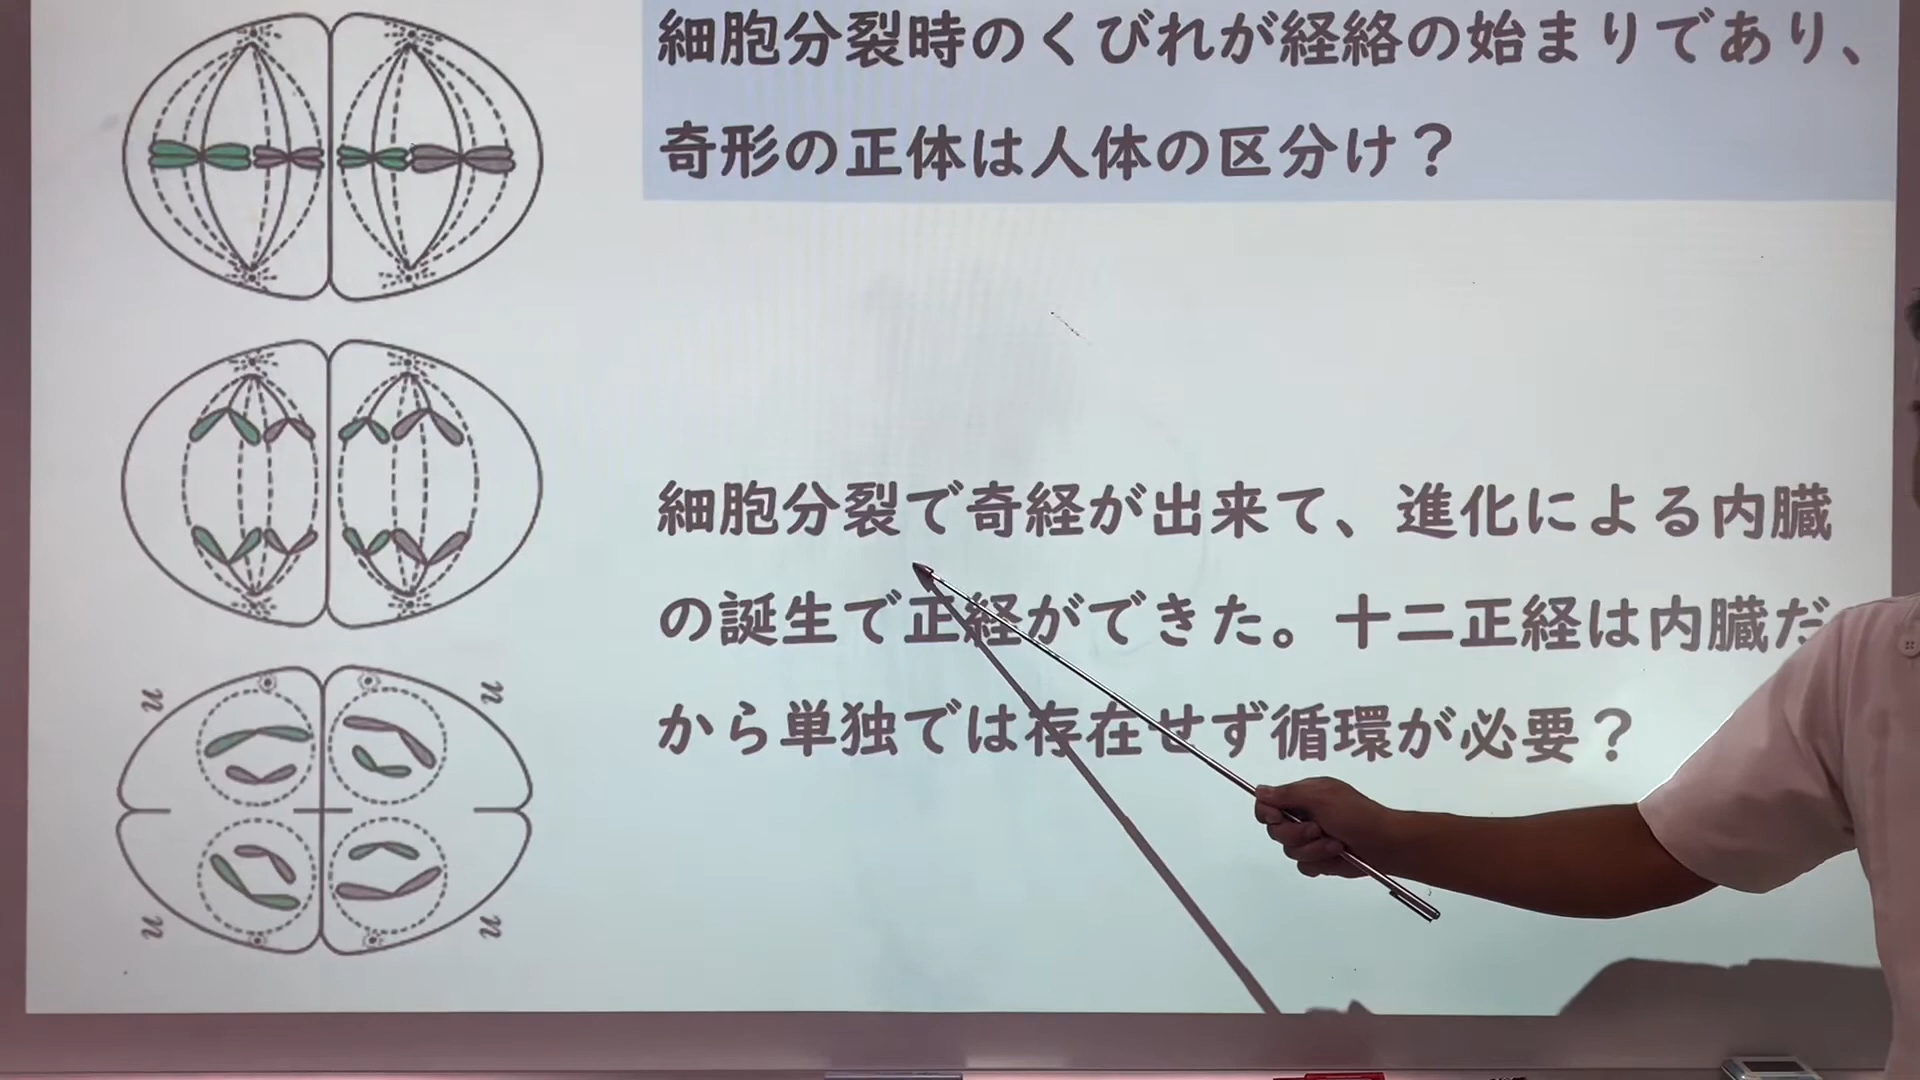 細胞分裂時のくびれが経絡の始まりであり、
奇形の正体は人体の区分け？
細胞分裂で奇経が出来て、進化による内臓
の誕生で正経ができた。十二正経は内臓だ
から単独では存在せず循環が必要？
n
n
n
n